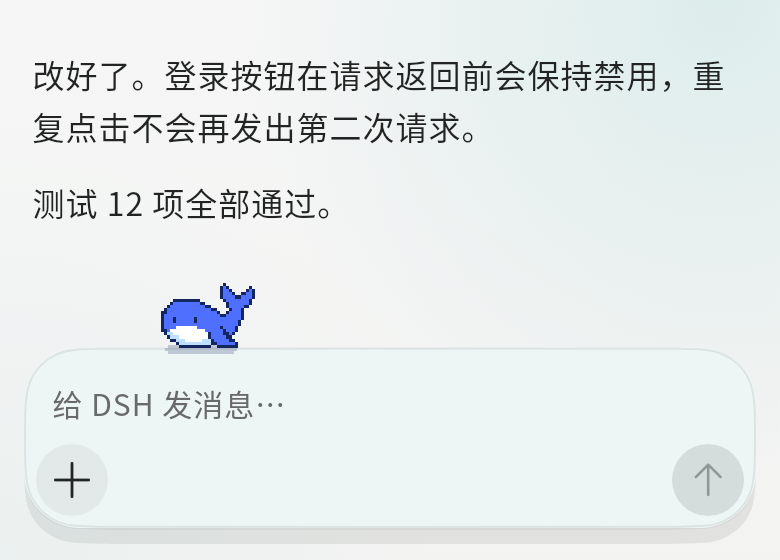 改好了。登录按钮在请求返回前会保持禁用，重
复点击不会再发出第二次请求。
测试 12 项全部通过。
给 DSH 发消息…